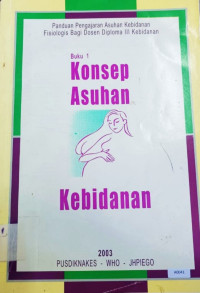 Panduan Pengajaran Asuhan Kebidanan
Fisiologis Bagi Dosen Diploma III Kebidanan
Buku 1
Konsep
Asuhan
Kebidanan
2003
PUSDIKNAKES - WHO - JHPIEGO